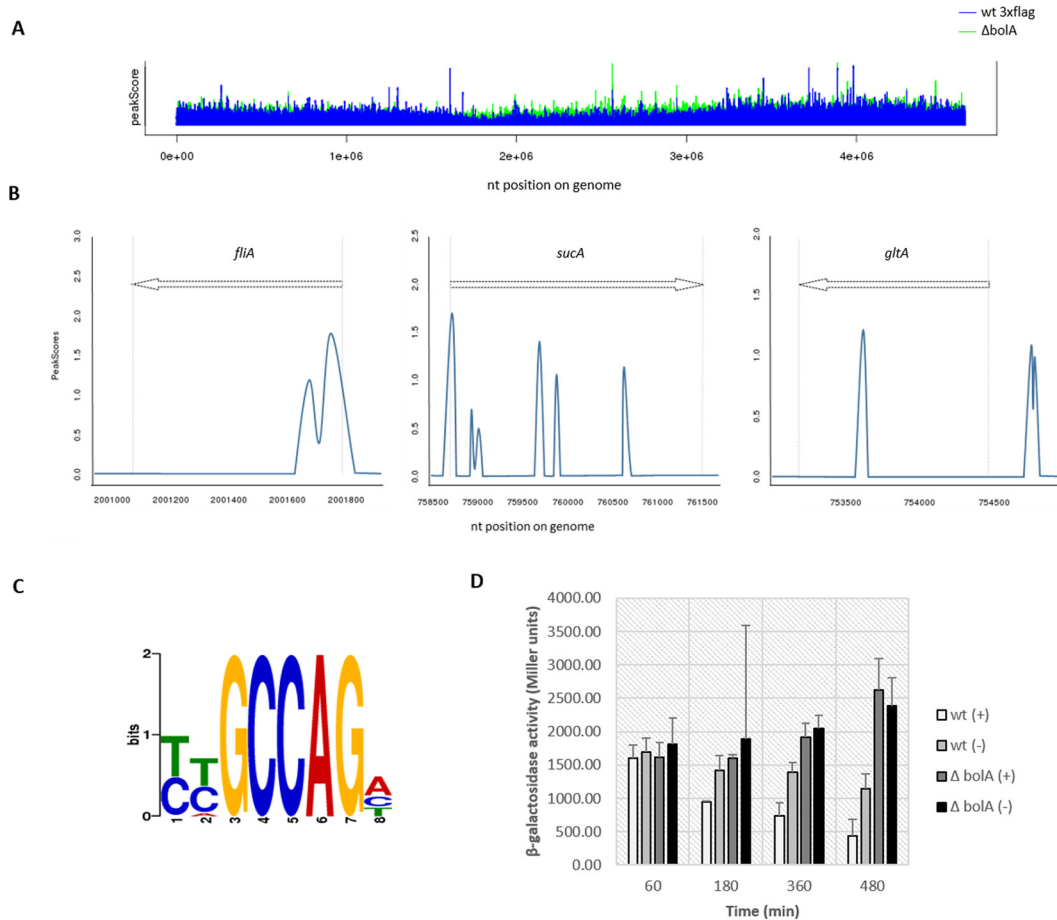 A
wt 3xflag
ΔbolA
peakScore
0e+00 1e+06 2e+06 3e+06 4e+06
nt position on genome
B
fliA
sucA
gltA
PeakScores
3.0
2.5
2.0
1.5
1.0
0.5
0.0
2001000 2001200 2001400 2001600 2001800
2.5
2.0
1.5
1.0
0.5
0.0
758500 759000 759500 760000 760500 761000 761500
2.0
1.5
1.0
0.5
0.0
753500 754000 754500
nt position on genome
C
bits
2
1
0
T T G C C A G A
C C C
T
1 2 3 4 5 6 7 8
D
β-galactosidase activity (Miller units)
4000.00
3500.00
3000.00
2500.00
2000.00
1500.00
1000.00
500.00
0.00
60 180 360 480
Time (min)
wt (+)
wt (-)
Δ bolA (+)
Δ bolA (-)